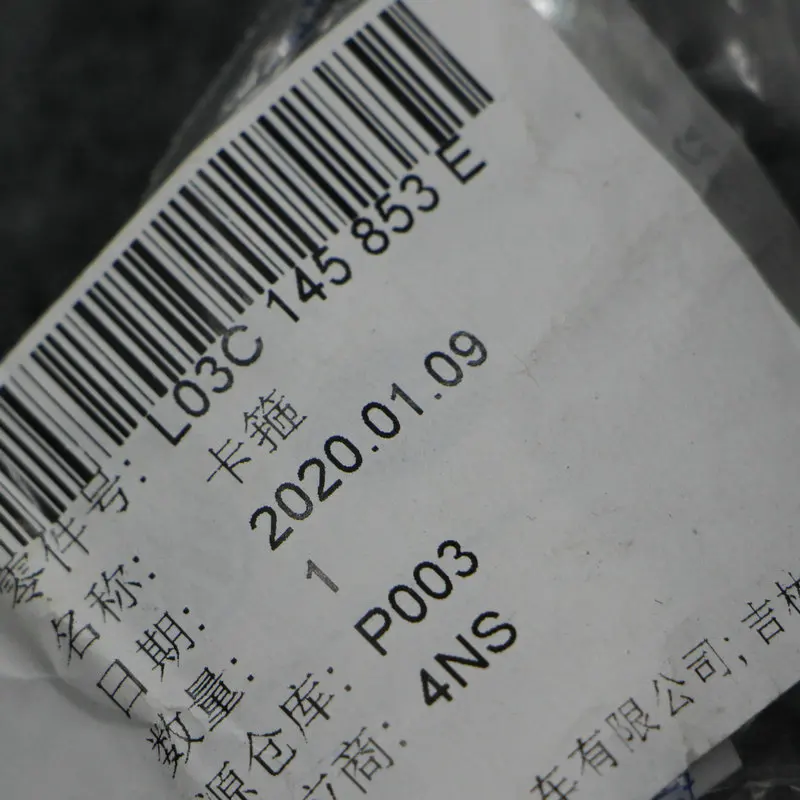 零件号: L03C 145 853 E
名称: 卡箍
日期: 2020.01.09
数量: 1
源仓库: P003
应商: 4NS
车有限公司; 吉林